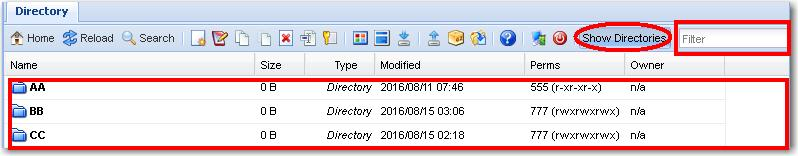 Directory
Home Reload Search Show Directories Filter
Name Size Type Modified Perms Owner
AA 0 B Directory 2016/08/11 07:46 555 (r-xr-xr-x) n/a
BB 0 B Directory 2016/08/15 03:06 777 (rwxrwxrwx) n/a
CC 0 B Directory 2016/08/15 02:18 777 (rwxrwxrwx) n/a